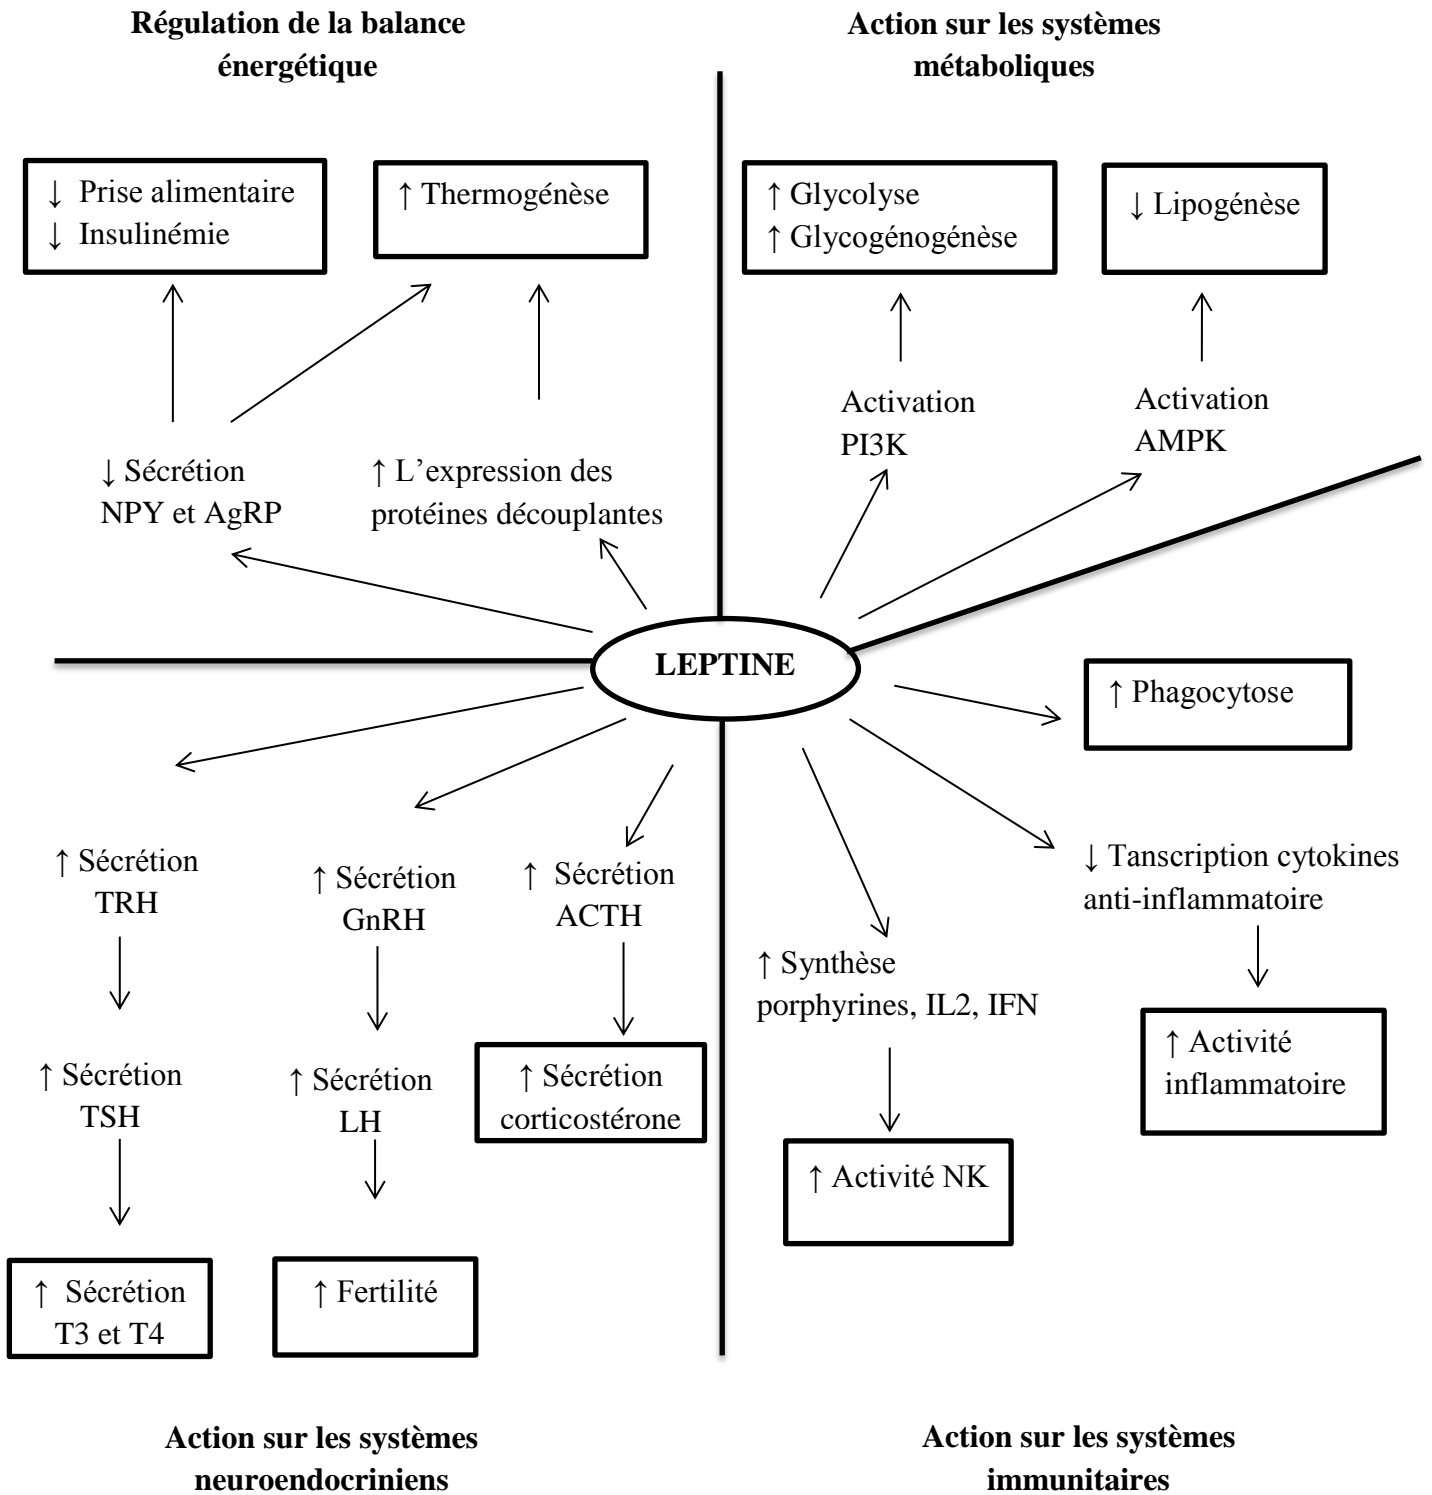 Régulation de la balance
énergétique
Action sur les systèmes
métaboliques
↓ Prise alimentaire
↓ Insulinémie
↑ Thermogénèse
↑ Glycolyse
↑ Glycogénogénèse
↓ Lipogénèse
↓ Sécrétion
NPY et AgRP
↑ L’expression des
protéines découplantes
Activation
PI3K
Activation
AMPK
LEPTINE
↑ Sécrétion
TRH
↑ Sécrétion
TSH
↑ Sécrétion
T3 et T4
↑ Sécrétion
GnRH
↑ Sécrétion
LH
↑ Fertilité
↑ Sécrétion
ACTH
↑ Sécrétion
corticostérone
↑ Synthèse
porphyrines, IL2, IFN
↑ Activité NK
↑ Phagocytose
↓ Tanscription cytokines
anti-inflammatoire
↑ Activité
inflammatoire
Action sur les systèmes
neuroendocriniens
Action sur les systèmes
immunitaires